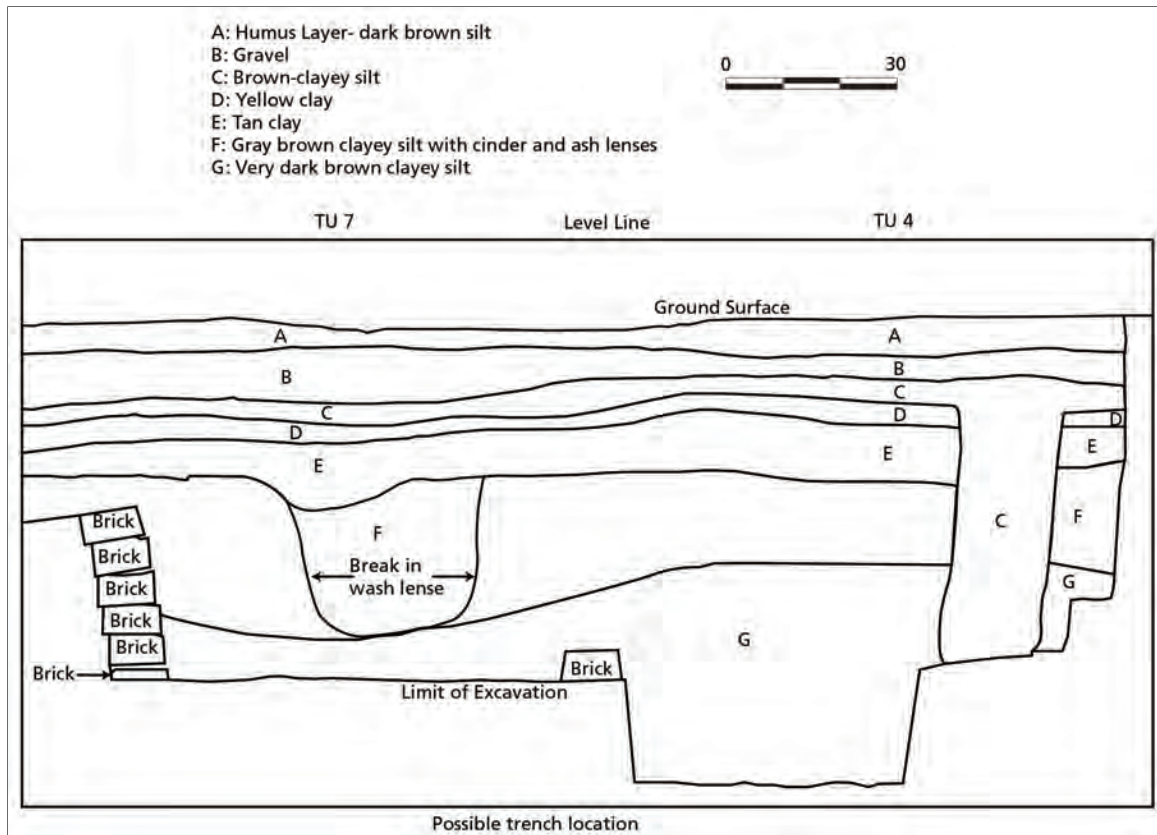 A: Humus Layer- dark brown silt
B: Gravel
C: Brown-clayey silt
D: Yellow clay
E: Tan clay
F: Gray brown clayey silt with cinder and ash lenses
G: Very dark brown clayey silt
0 30
TU 7 Level Line TU 4
Ground Surface
A A
B B
C C
D D D
E E E
Brick
F C F
Brick
Break in
wash lense
Brick
G
Brick
G
Brick
Brick Brick
Limit of Excavation
Possible trench location